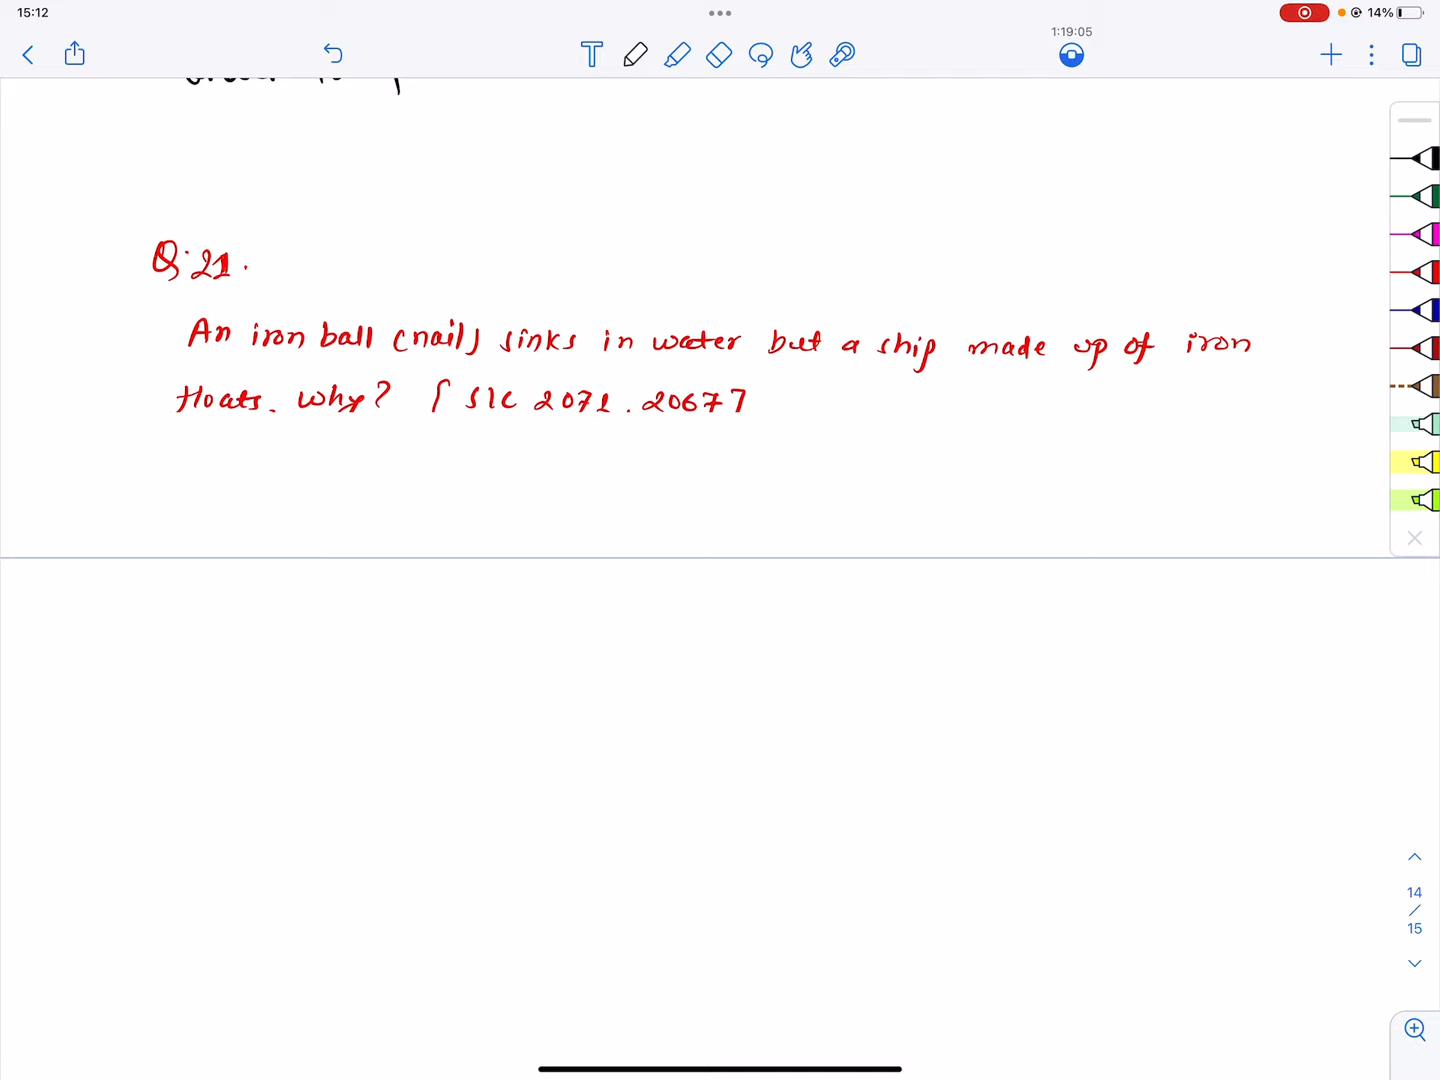 15:12
14%
1:19:05
Q.21.
An iron ball (nail) sinks in water but a ship made up of iron
floats. Why? [SLC 2071, 2067]
14
/
15